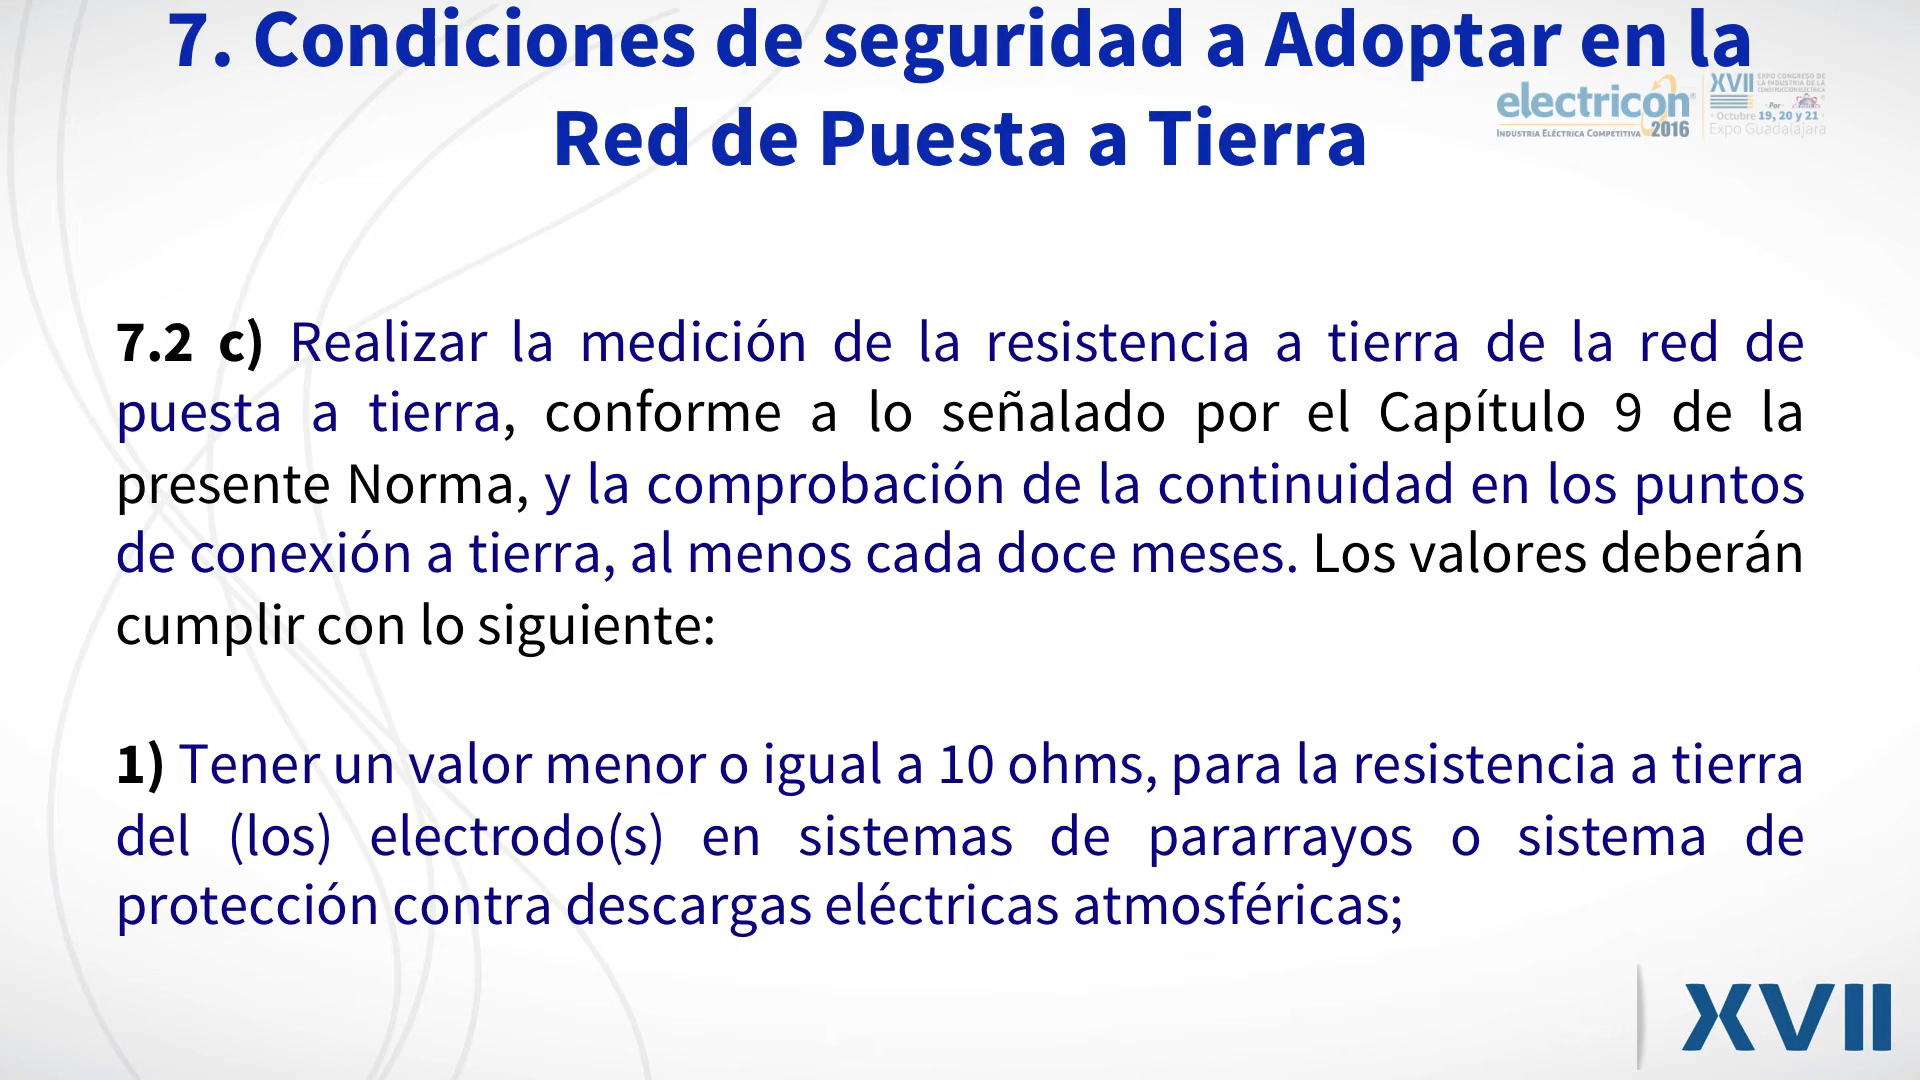 7. Condiciones de seguridad a Adoptar en la
Red de Puesta a Tierra
electricon
INDUSTRIA ELÉCTRICA COMPETITIVA 2016
XVII
EXPO CONGRESO DE
LA INDUSTRIA DE LA
CONSTRUCCIÓN ELÉCTRICA
Por
Octubre 19, 20 y 21
Expo Guadalajara
7.2 c) Realizar la medición de la resistencia a tierra de la red de
puesta a tierra, conforme a lo señalado por el Capítulo 9 de la
presente Norma, y la comprobación de la continuidad en los puntos
de conexión a tierra, al menos cada doce meses. Los valores deberán
cumplir con lo siguiente:
1) Tener un valor menor o igual a 10 ohms, para la resistencia a tierra
del (los) electrodo(s) en sistemas de pararrayos o sistema de
protección contra descargas eléctricas atmosféricas;
XVII